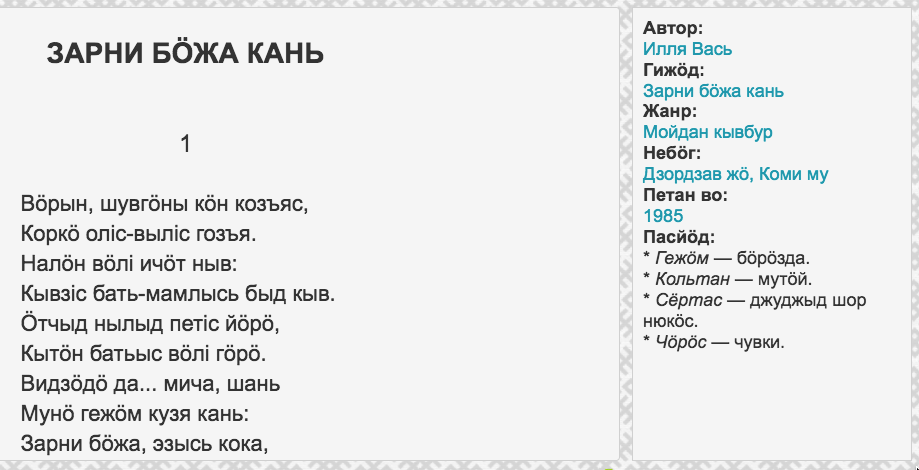 ЗАРНИ БӦЖА КАНЬ
1
Вӧрын, шувгӧны кӧн козъяс,
Коркӧ оліс-выліс гозъя.
Налӧн вӧлі ичӧт ныв:
Кывзіс бать-мамлысь быд кыв.
Ӧтчыд нылыд петіс йӧрӧ,
Кытӧн батьыс вӧлі гӧрӧ.
Видзӧдӧ да... мича, шань
Мунӧ гежӧм кузя кань:
Зарни бӧжа, эзысь кока,
Автор:
Илля Вась
Гижӧд:
Зарни бӧжа кань
Жанр:
Мойдан кывбур
Небӧг:
Дзордзав жӧ, Коми му
Петан во:
1985
Пасйӧд:
* Гежӧм — бӧрӧзда.
* Кольтан — мутӧй.
* Сёртас — джуджыд шор
нюкӧс.
* Чӧрӧс — чувки.